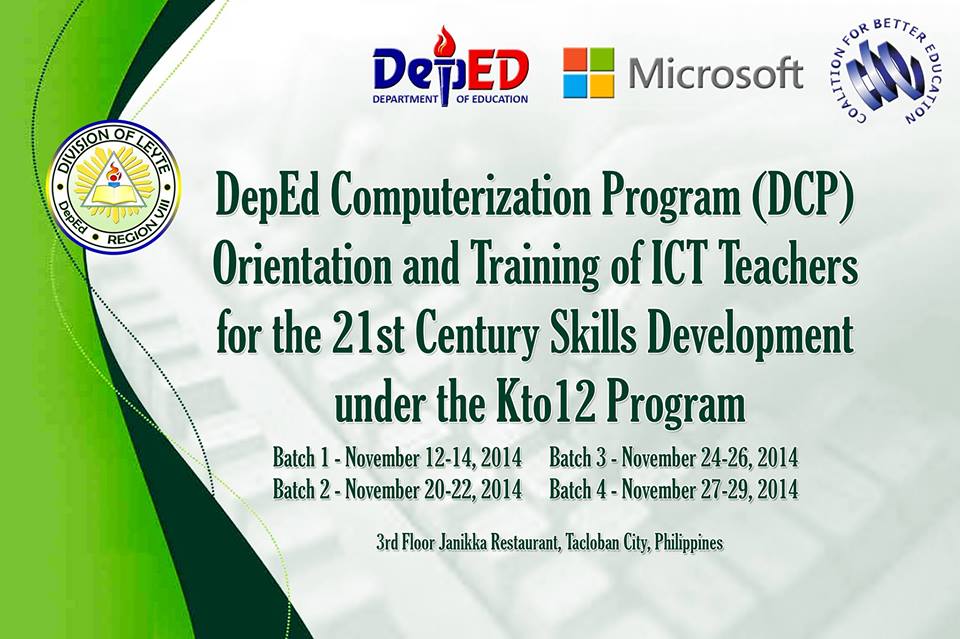 DepED
DEPARTMENT OF EDUCATION
Microsoft
COALITION FOR BETTER EDUCATION
DIVISION OF LEYTE
DepEd • REGION VIII
DepEd Computerization Program (DCP)
Orientation and Training of ICT Teachers
for the 21st Century Skills Development
under the Kto12 Program
Batch 1 - November 12-14, 2014 Batch 3 - November 24-26, 2014
Batch 2 - November 20-22, 2014 Batch 4 - November 27-29, 2014
3rd Floor Janikka Restaurant, Tacloban City, Philippines